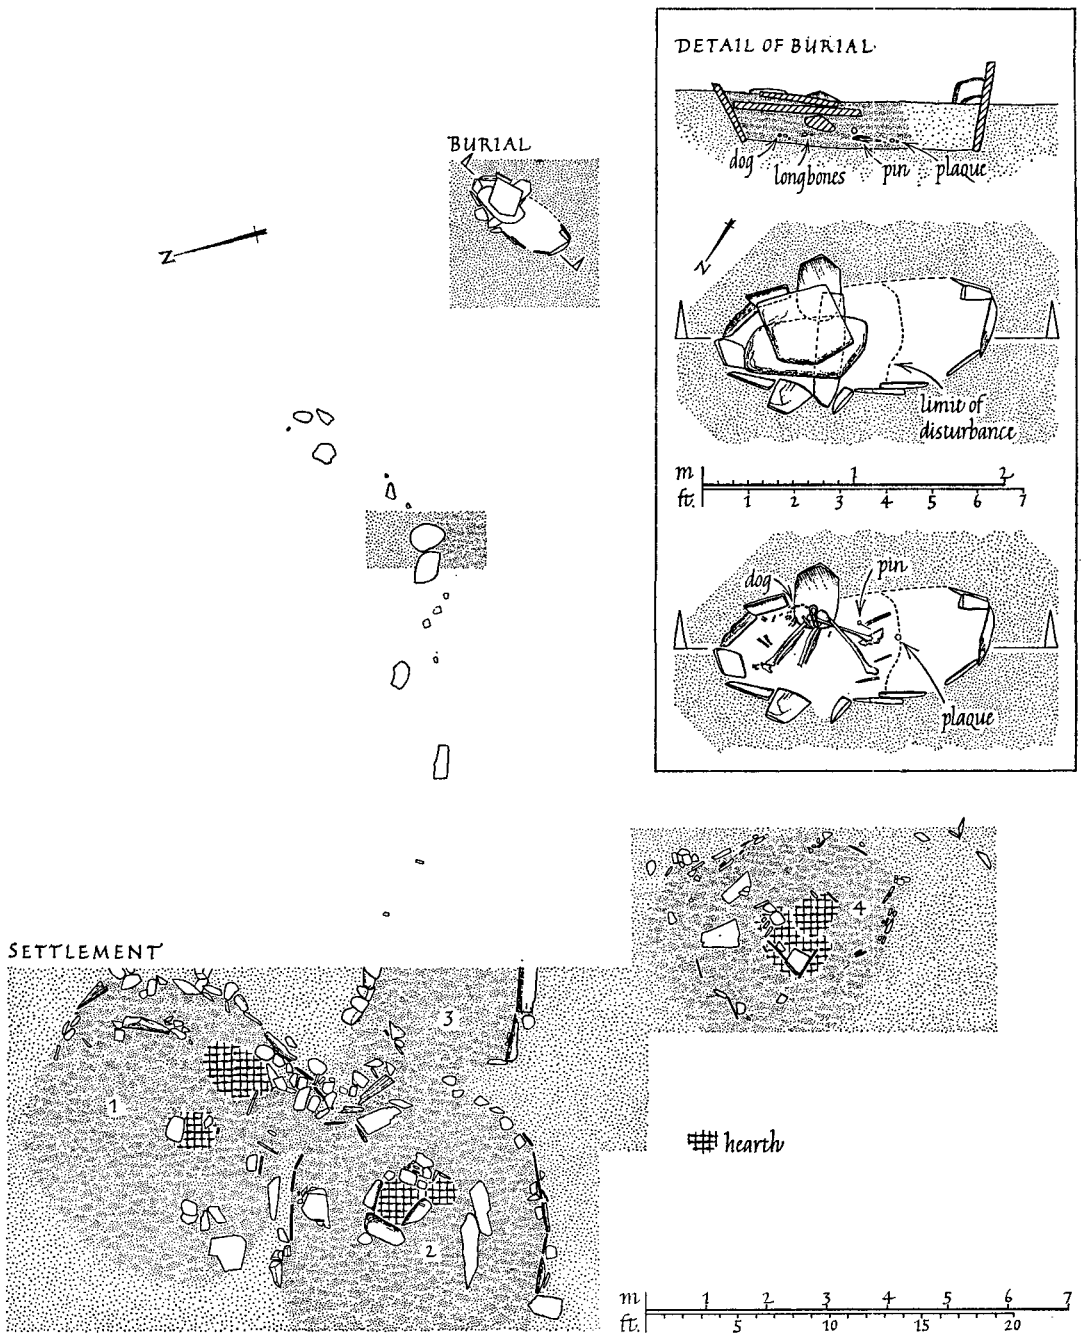 DETAIL OF BURIAL
dog
longbones
pin
plaque
BURIAL
N
N
limit of
disturbance
m 1 2
ft. 1 2 3 4 5 6 7
dog
pin
plaque
SETTLEMENT
4
3
1
2
hearth
m 1 2 3 4 5 6 7
ft. 5 10 15 20